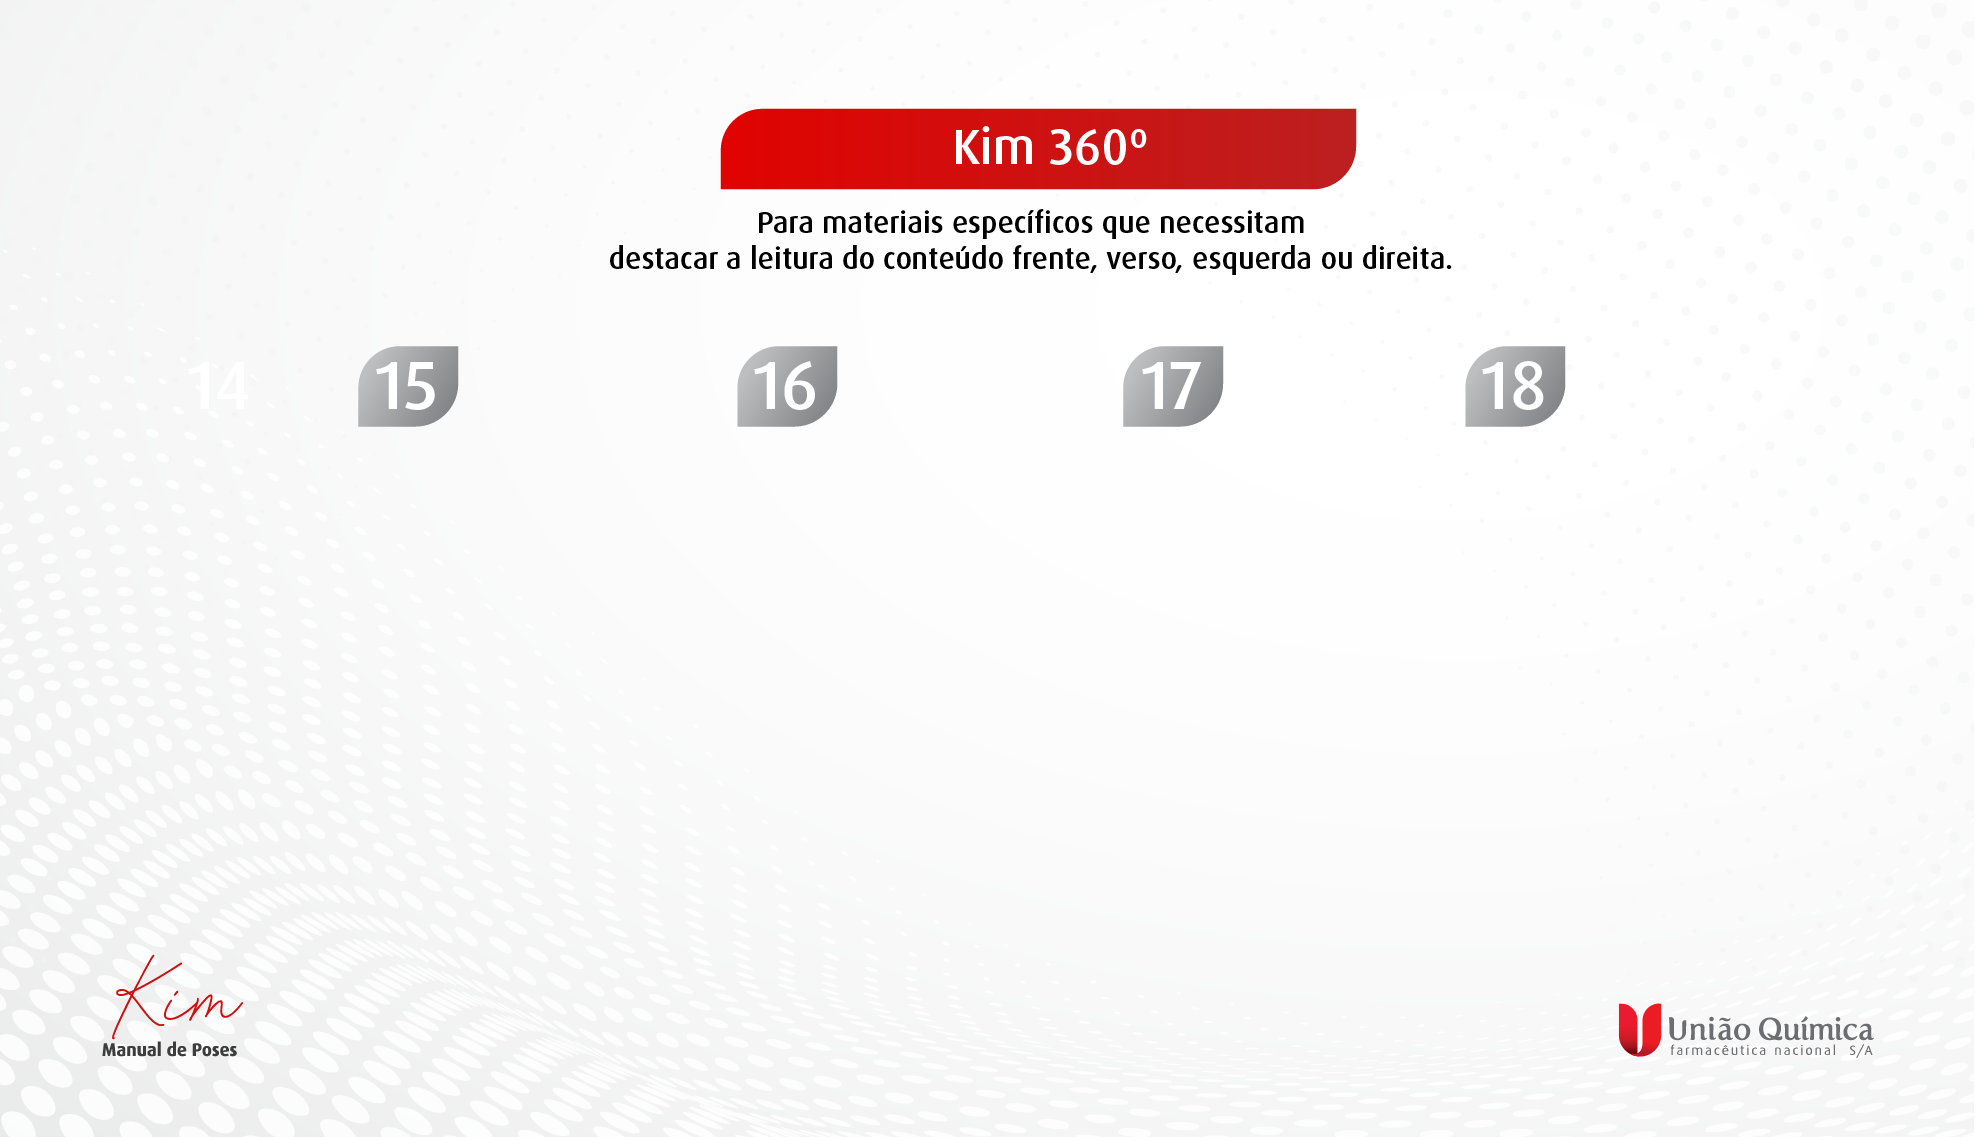 Kim 360º
Para materiais específicos que necessitam
destacar a leitura do conteúdo frente, verso, esquerda ou direita.
14 15 16 17 18
Kim
Manual de Poses
União Química
farmacêutica nacional S/A